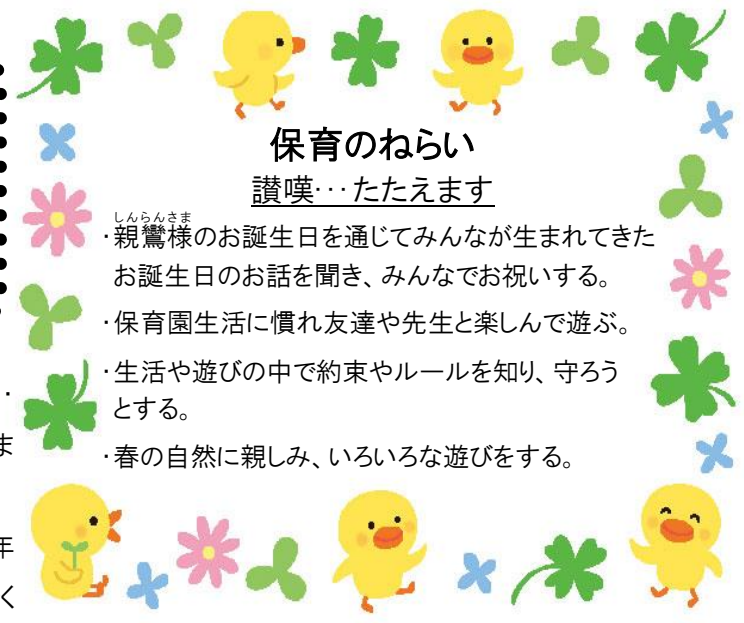 保育のねらい
讃嘆…たたえます
しんらんさま
・親鸞様のお誕生日を通じてみんなが生まれてきた
お誕生日のお話を聞き、みんなでお祝いする。
・保育園生活に慣れ友達や先生と楽しんで遊ぶ。
・生活や遊びの中で約束やルールを知り、守ろう
とする。
・春の自然に親しみ、いろいろな遊びをする。
ま
年
く